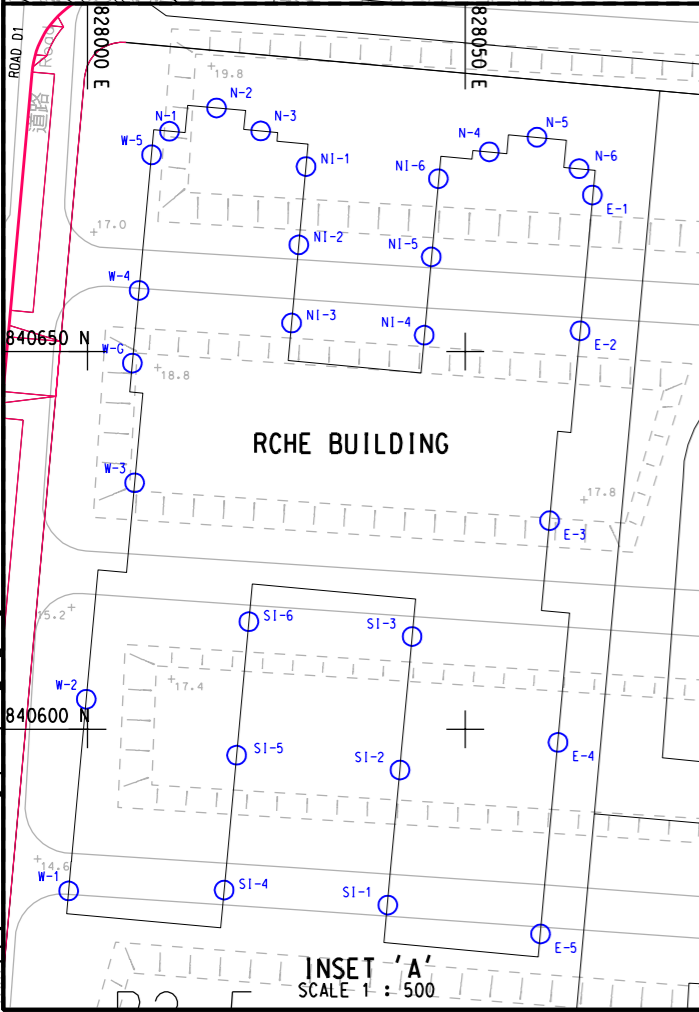 ROAD D1
道路 Road
828000 E
828050 E
+19.8
N-2
N-1
N-3
N-5
N-4
W-5
NI-1
NI-6
N-6
E-1
+17.0
NI-2
NI-5
W-4
NI-3
NI-4
E-2
840650 N
W-G
+18.8
RCHE BUILDING
W-3
+17.8
E-3
15.2+
SI-6
SI-3
+17.4
W-2
840600 N
SI-5
SI-2
E-4
+14.6
W-1
SI-4
SI-1
E-5
INSET 'A'
SCALE 1 : 500